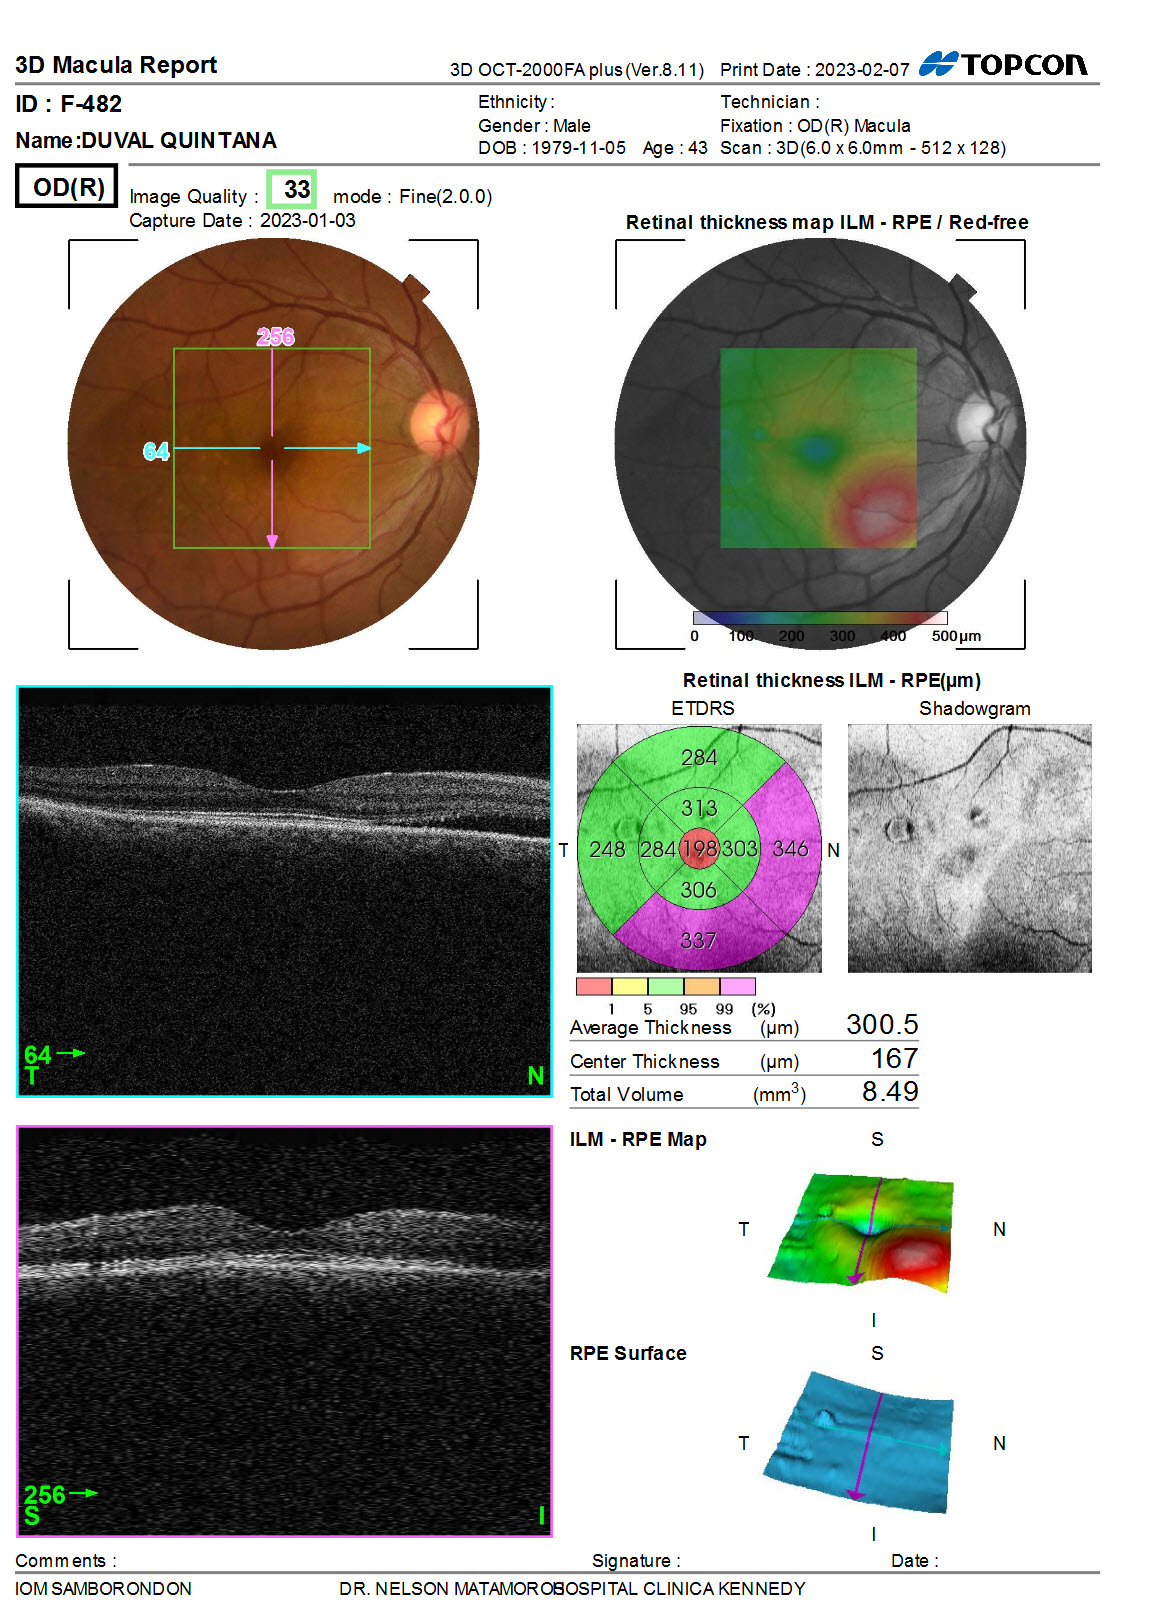 3D Macula Report
3D OCT-2000FA plus(Ver.8.11) Print Date : 2023-02-07 TOPCON
ID : F-482
Name:DUVAL QUINTANA
Ethnicity :
Gender : Male
DOB : 1979-11-05 Age : 43
Technician :
Fixation : OD(R) Macula
Scan : 3D(6.0 x 6.0mm - 512 x 128)
OD(R)
Image Quality : 33 mode : Fine(2.0.0)
Capture Date : 2023-01-03
Retinal thickness map ILM - RPE / Red-free
256
64
0 100 200 300 400 500µm
Retinal thickness ILM - RPE(µm)
ETDRS Shadowgram
284
313
T 248 284 198 303 346 N
306
337
1 5 95 99 (%)
Average Thickness (µm) 300.5
Center Thickness (µm) 167
Total Volume (mm³) 8.49
64
T N
ILM - RPE Map
S
T N
I
RPE Surface
S
T N
I
256
S I
Comments : Signature : Date :
IOM SAMBORONDON DR. NELSON MATAMOROS HOSPITAL CLINICA KENNEDY